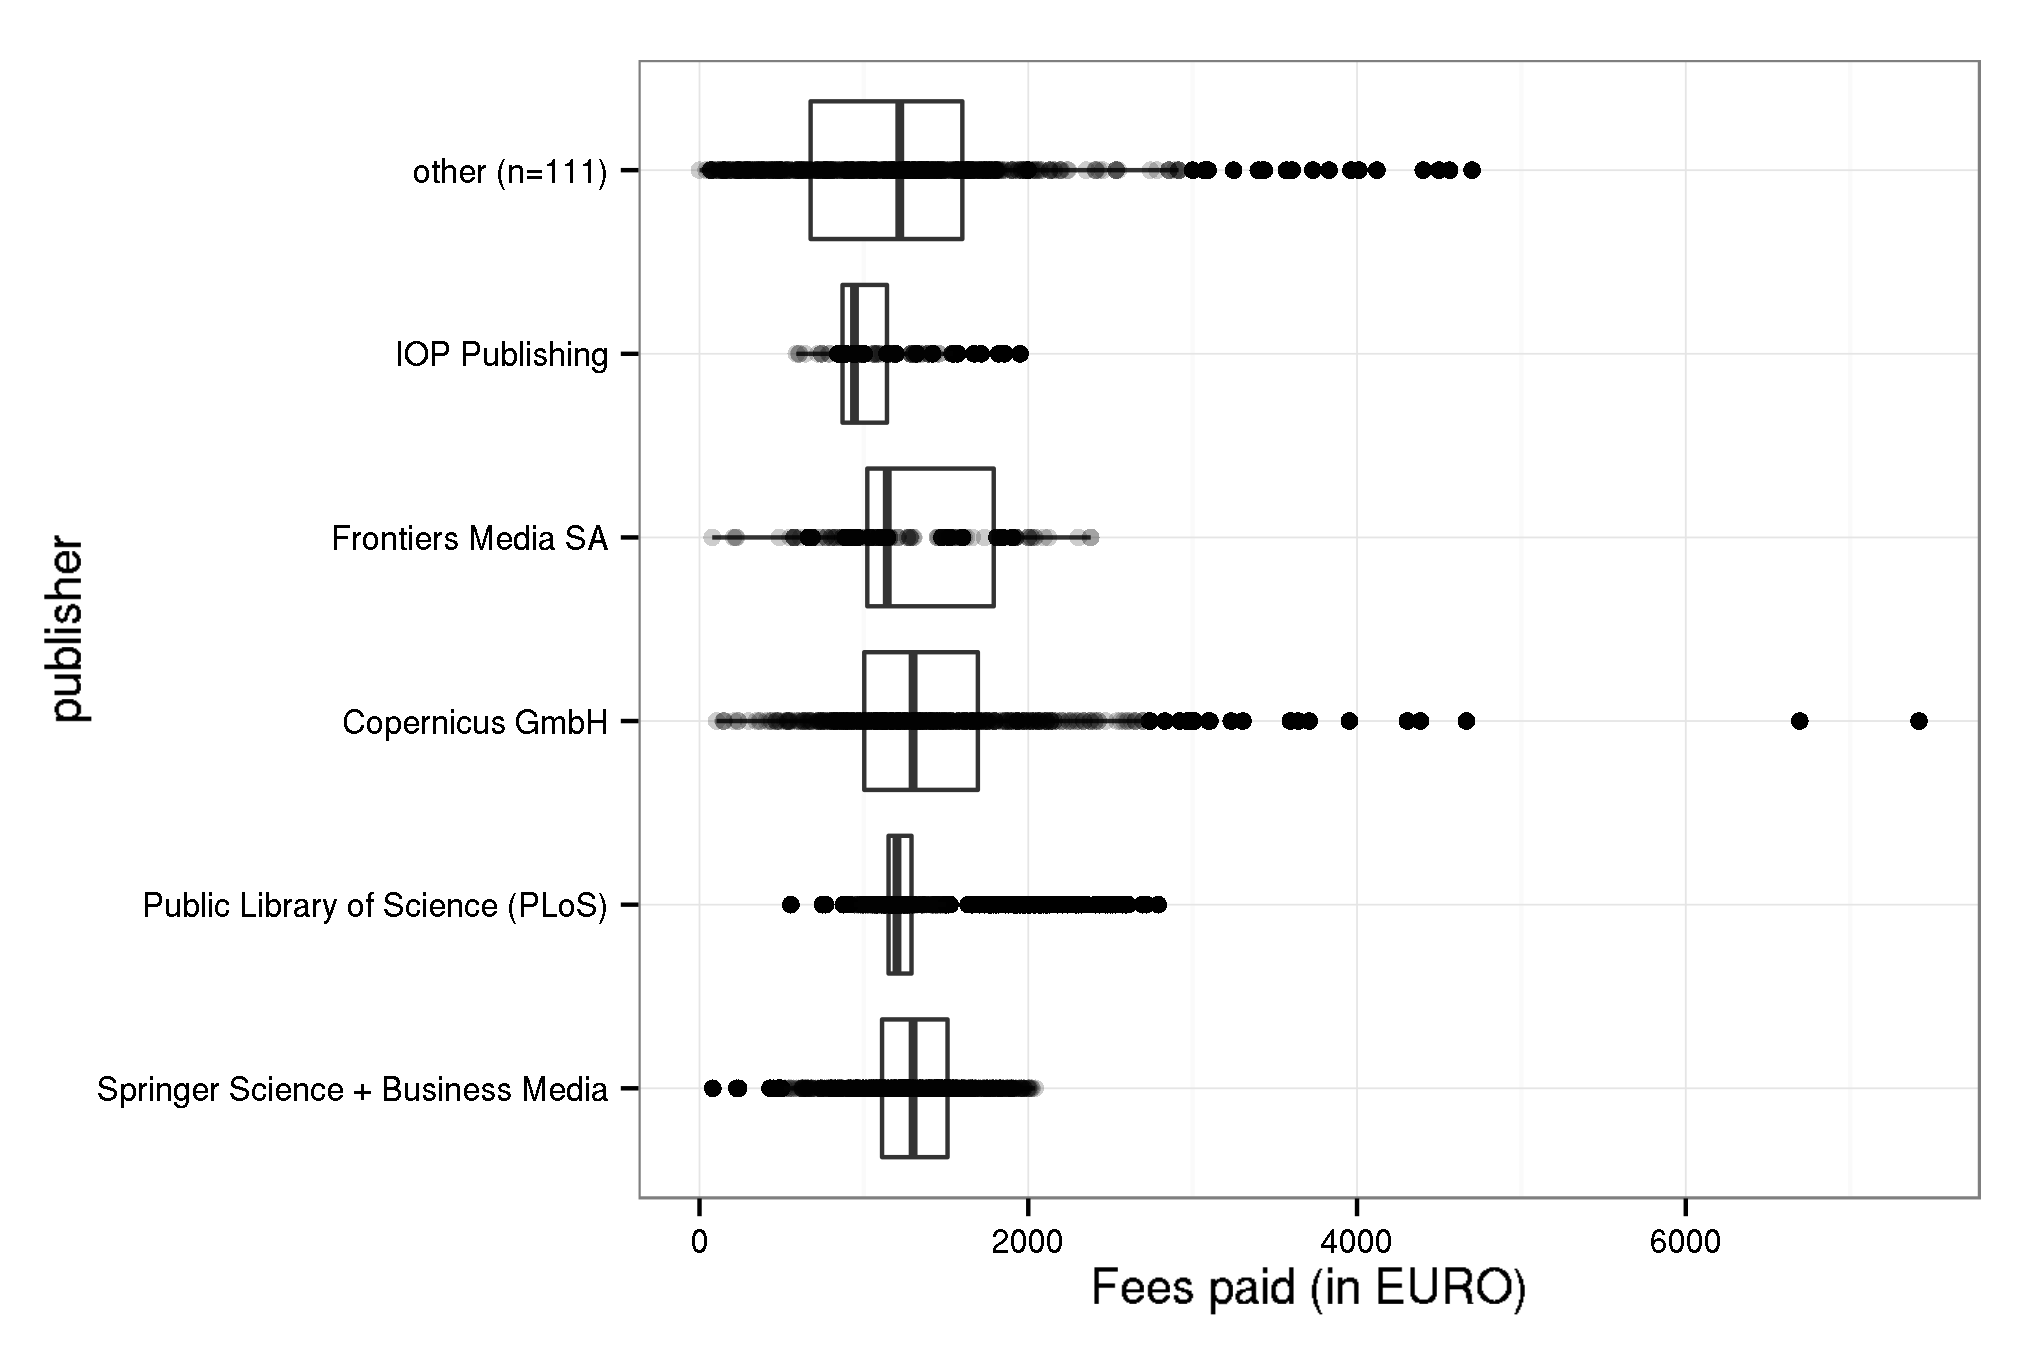 publisher
other (n=111)
IOP Publishing
Frontiers Media SA
Copernicus GmbH
Public Library of Science (PLoS)
Springer Science + Business Media
0 2000 4000 6000
Fees paid (in EURO)